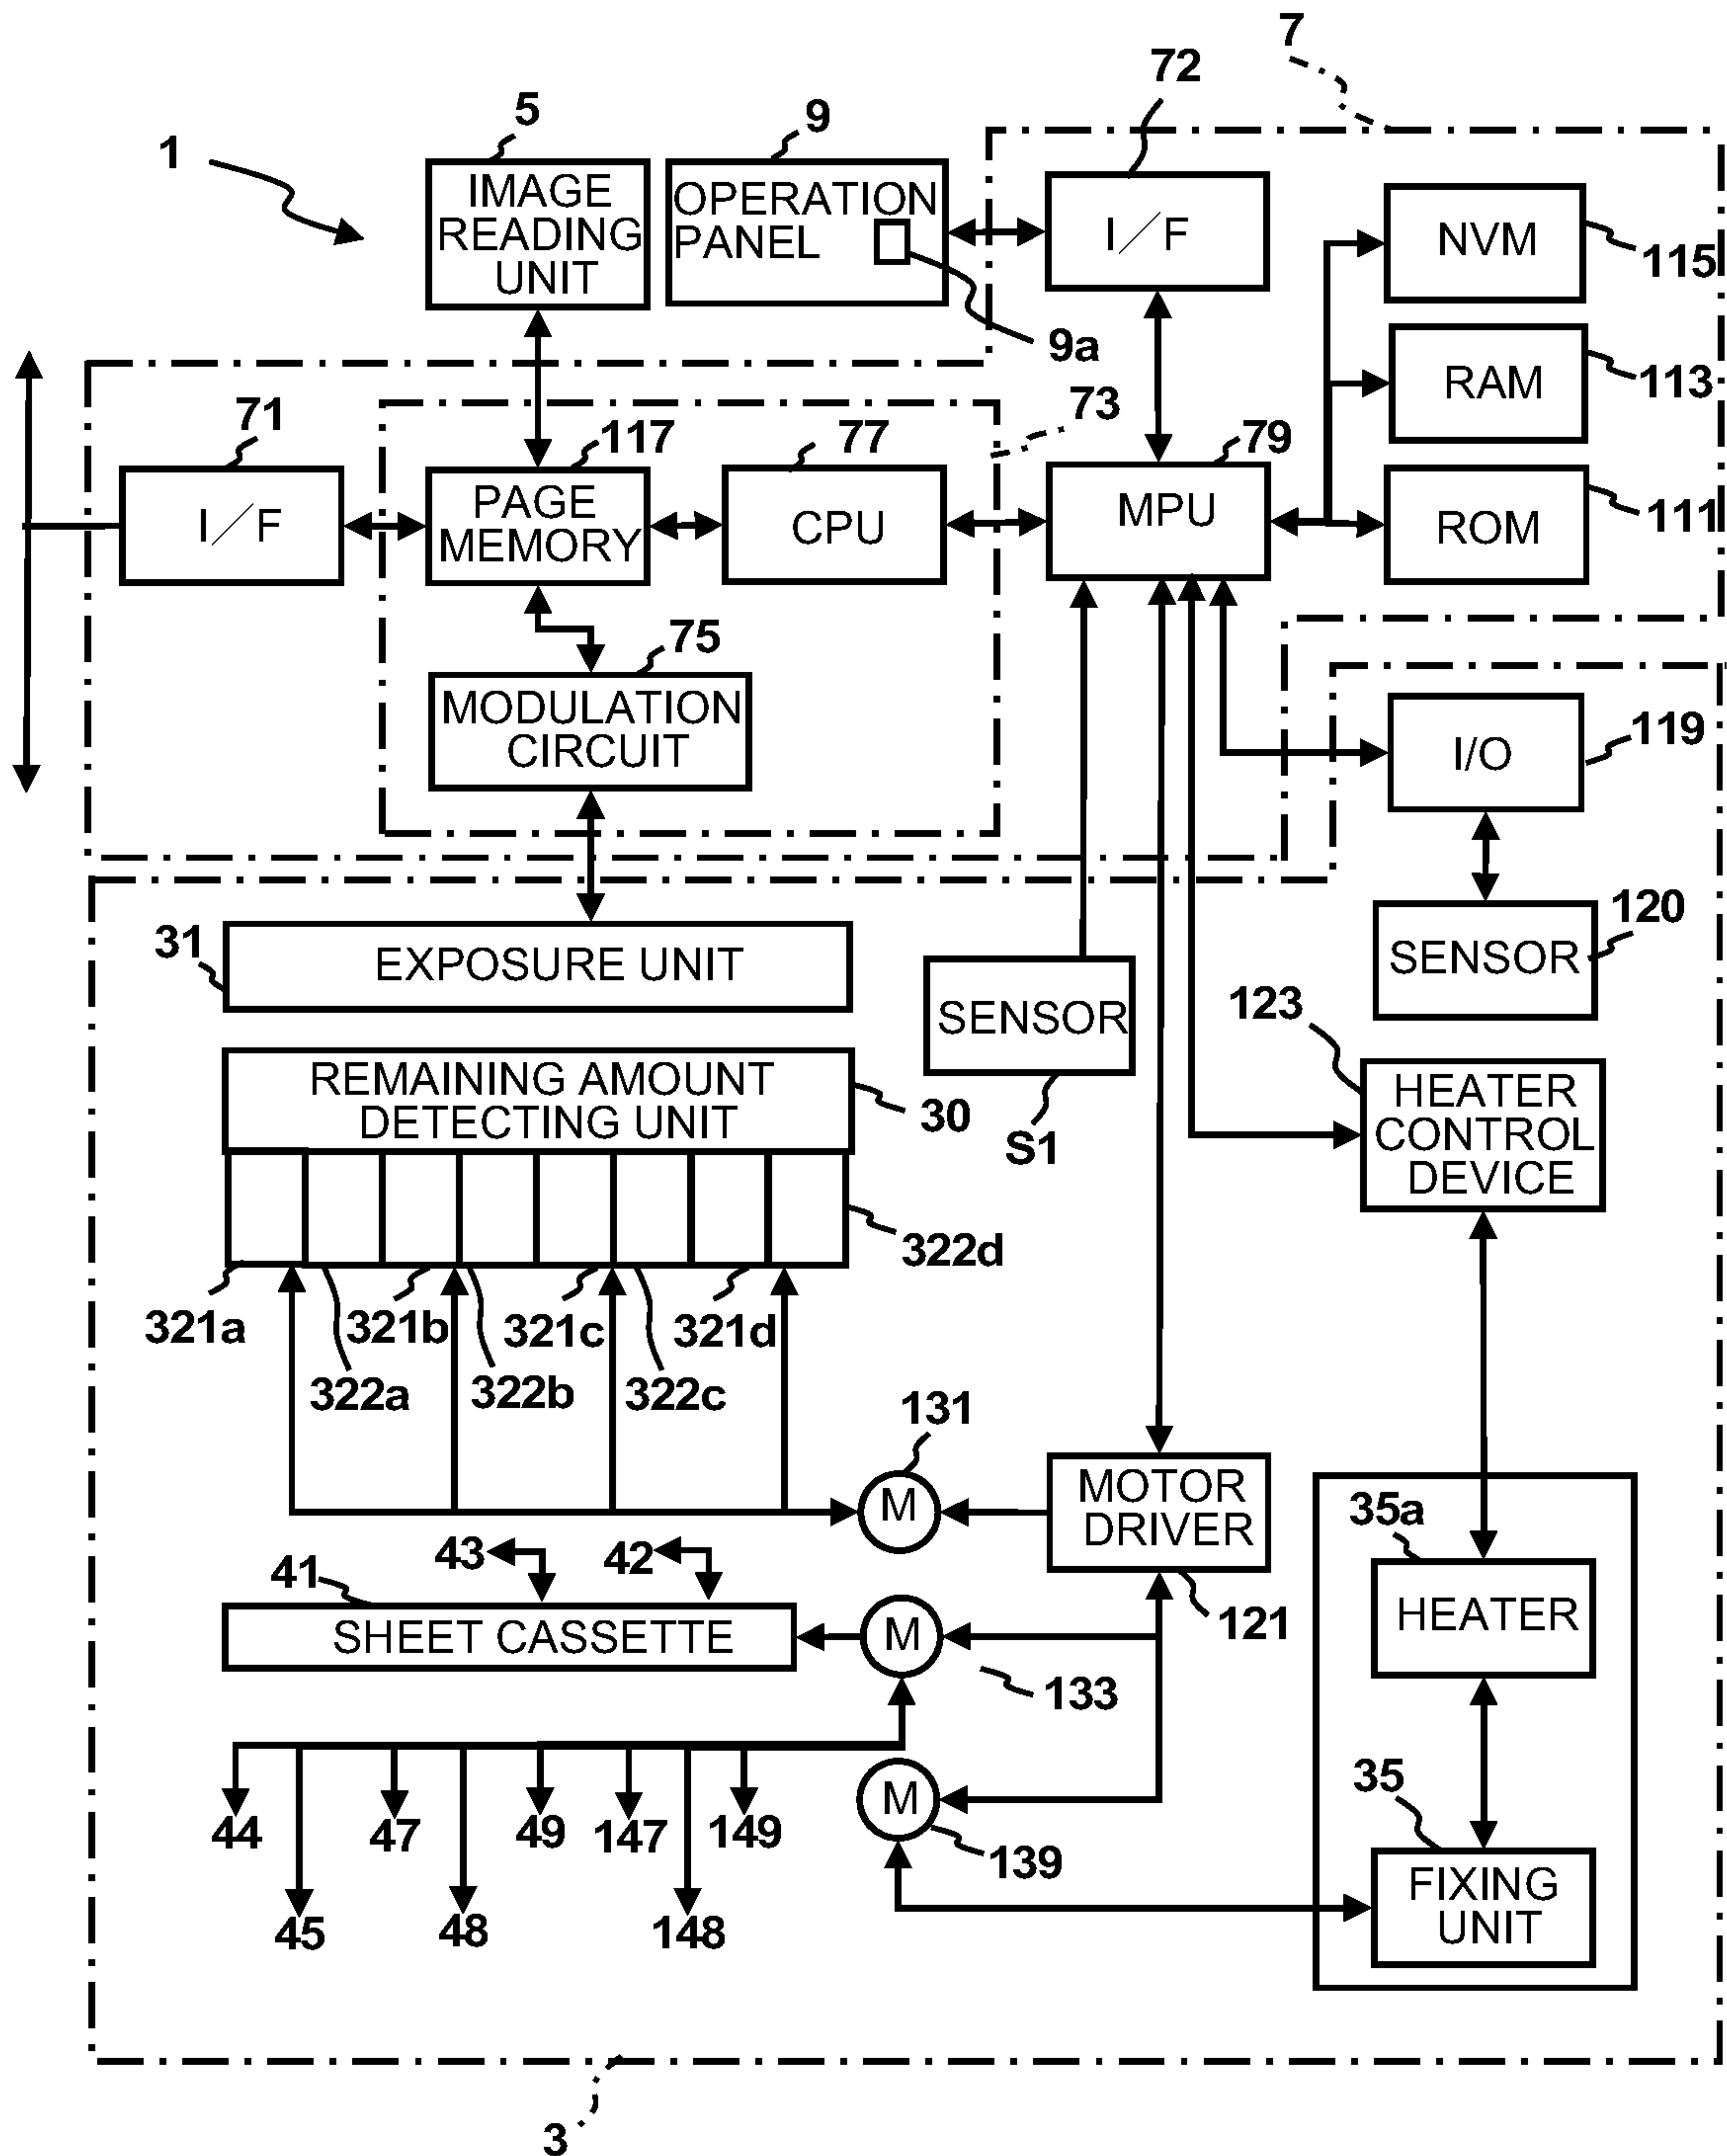 7
72
5
9
1
IMAGE
READING
UNIT
OPERATION
PANEL
I/F
NVM
115
9a
RAM
113
73
71
117
77
79
I/F
PAGE
MEMORY
CPU
MPU
ROM
111
75
MODULATION
CIRCUIT
I/O
119
31
EXPOSURE UNIT
SENSOR
120
SENSOR
123
S1
REMAINING AMOUNT
DETECTING UNIT
30
HEATER
CONTROL
DEVICE
322d
321a
321b
321c
321d
322a
322b
322c
131
M
MOTOR
DRIVER
35a
43
42
41
SHEET CASSETTE
M
121
HEATER
133
M
35
44
47
49
147
149
139
45
48
148
FIXING
UNIT
3